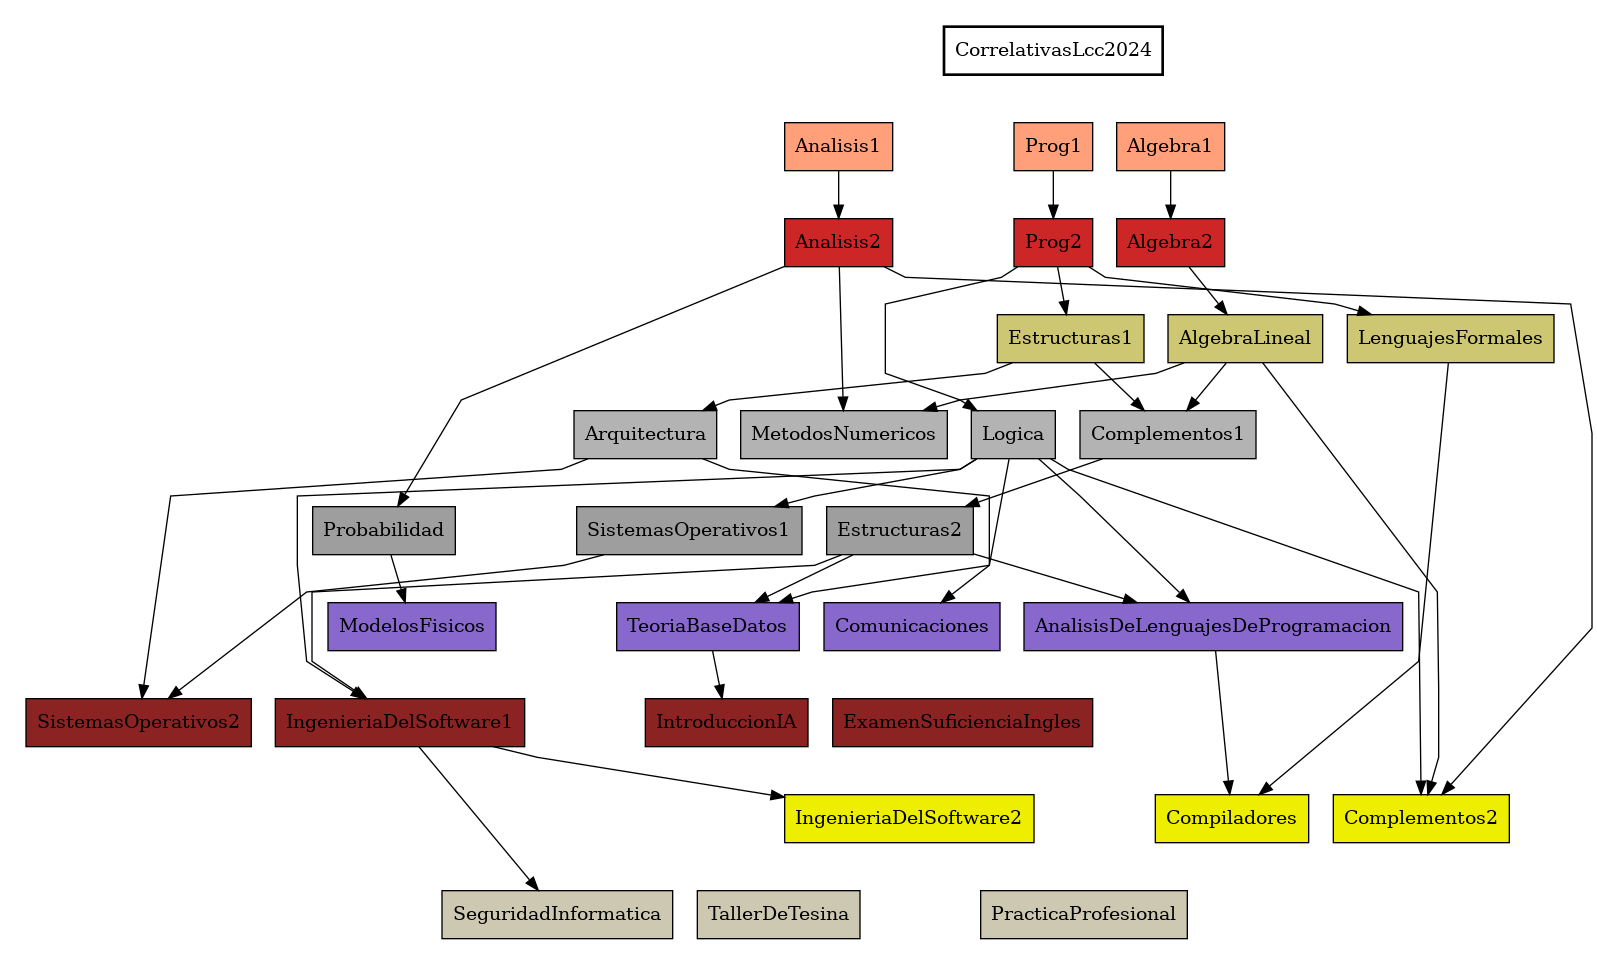 CorrelativasLcc2024
Analisis1
Prog1
Algebra1
Analisis2
Prog2
Algebra2
Estructuras1
AlgebraLineal
LenguajesFormales
Arquitectura
MetodosNumericos
Logica
Complementos1
Probabilidad
SistemasOperativos1
Estructuras2
ModelosFisicos
TeoriaBaseDatos
Comunicaciones
AnalisisDeLenguajesDeProgramacion
SistemasOperativos2
IngenieriaDelSoftware1
IntroduccionIA
ExamenSuficienciaIngles
IngenieriaDelSoftware2
Compiladores
Complementos2
SeguridadInformatica
TallerDeTesina
PracticaProfesional